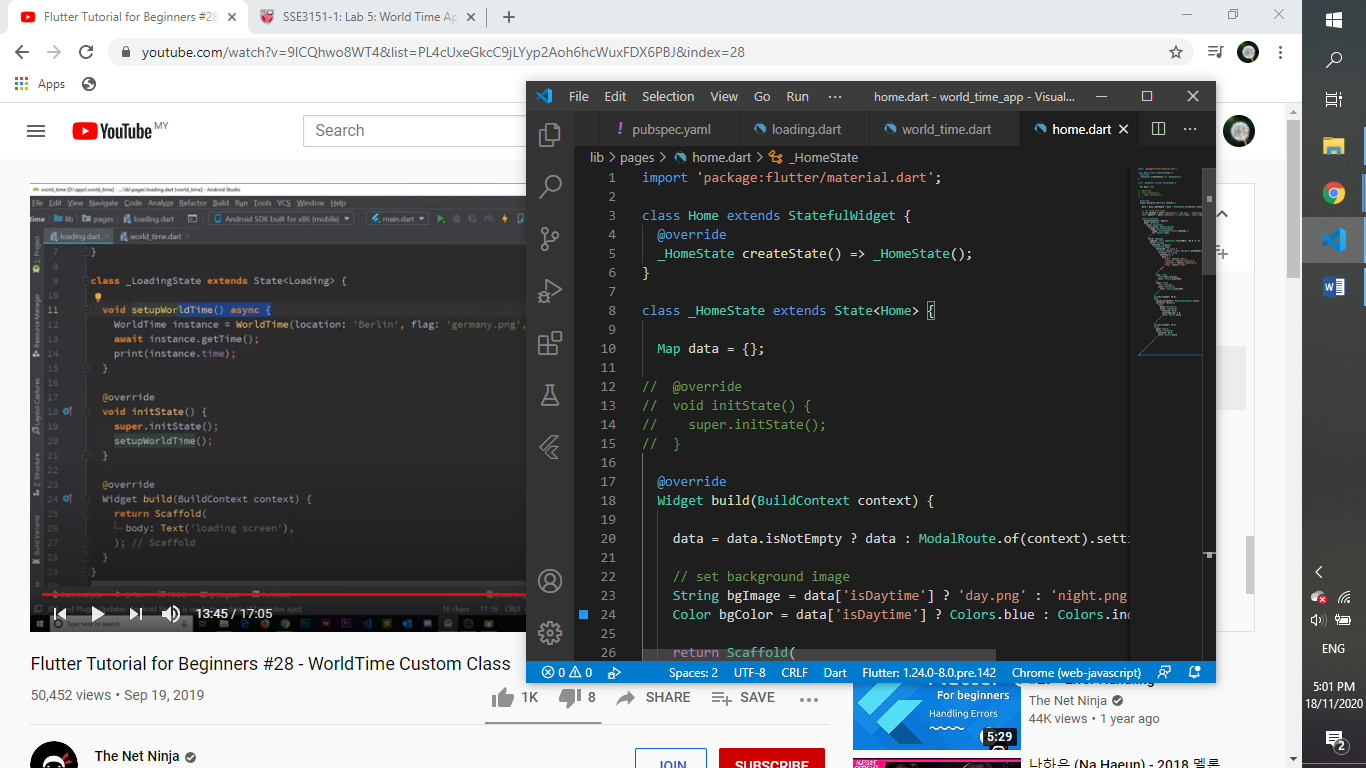 Flutter Tutorial for Beginners #28
SSE3151-1: Lab 5: World Time Ap
youtube.com/watch?v=9lCQhwo8WT4&list=PL4cUxeGkcC9jLYyp2Aoh6hcWuxFDX6PBJ&index=28
Apps
YouTube MY
Search
world_time [D:\apps\world_time] - ...\lib\pages\loading.dart [world_time] - Android Studio
File Edit View Navigate Code Analyze Refactor Build Run Tools VCS Window Help
lib pages loading.dart Android SDK built for x86 (mobile) main.dart
loading.dart world_time.dart
7 }
8
9 class _LoadingState extends State<Loading> {
10
11 void setupWorldTime() async {
12 WorldTime instance = WorldTime(location: 'Berlin', flag: 'germany.png',
13 await instance.getTime();
14 print(instance.time);
15 }
16
17 @override
18 void initState() {
19 super.initState();
20 setupWorldTime();
21 }
22
23 @override
24 Widget build(BuildContext context) {
25 return Scaffold(
26 body: Text('loading screen'),
27 ); // Scaffold
28 }
}
13:45 / 17:05
Flutter Tutorial for Beginners #28 - WorldTime Custom Class
50,452 views • Sep 19, 2019
1K 8 SHARE SAVE
The Net Ninja
JOIN SUBSCRIBE
File Edit Selection View Go Run ··· home.dart - world_time_app - Visual...
pubspec.yaml loading.dart world_time.dart home.dart
lib > pages > home.dart > _HomeState
1 import 'package:flutter/material.dart';
2
3 class Home extends StatefulWidget {
4 @override
5 _HomeState createState() => _HomeState();
6 }
7
8 class _HomeState extends State<Home> {
9
10 Map data = {};
11
12 // @override
13 // void initState() {
14 // super.initState();
15 // }
16
17 @override
18 Widget build(BuildContext context) {
19
20 data = data.isNotEmpty ? data : ModalRoute.of(context).setti
21
22 // set background image
23 String bgImage = data['isDaytime'] ? 'day.png' : 'night.png
24 Color bgColor = data['isDaytime'] ? Colors.blue : Colors.ind
25
26 return Scaffold(
0 0 Spaces: 2 UTF-8 CRLF Dart Flutter: 1.24.0-8.0.pre.142 Chrome (web-javascript)
For beginners
Handling Errors
5:29
The Net Ninja
44K views • 1 year ago
나하은 (Na Haeun) - 2018 멜론
ENG
5:01 PM
18/11/2020
2